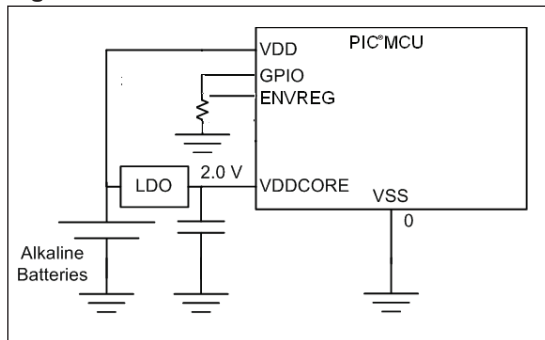 PIC®MCU
VDD
GPIO
ENVREG
LDO
2.0 V
VDDCORE
VSS
0
Alkaline
Batteries